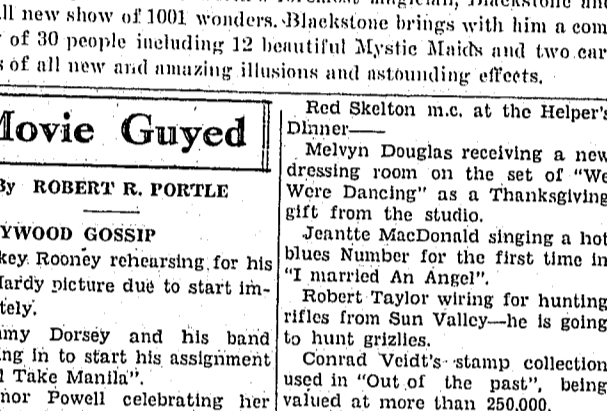 ll new show of 1001 wonders. Blackstone brings with him a com
of 30 people including 12 beautiful Mystic Maids and two car
s of all new and amazing illusions and astounding effects.
Movie Guyed
By ROBERT R. PORTLE
YWOOD GOSSIP
key Rooney rehearsing for his
Hardy picture due to start im-
tely.
my Dorsey and his band
ng in to start his assignment
l Take Manila".
nor Powell celebrating her
Red Skelton m.c. at the Helper's
Dinner—
Melvyn Douglas receiving a new
dressing room on the set of "We
Were Dancing" as a Thanksgiving
gift from the studio.
Jeantte MacDonald singing a hot
blues Number for the first time in
"I married An Angel".
Robert Taylor wiring for hunting
rifles from Sun Valley—he is going
to hunt grizlies.
Conrad Veidt's stamp collection
used in "Out of the past", being
valued at more than 250,000.